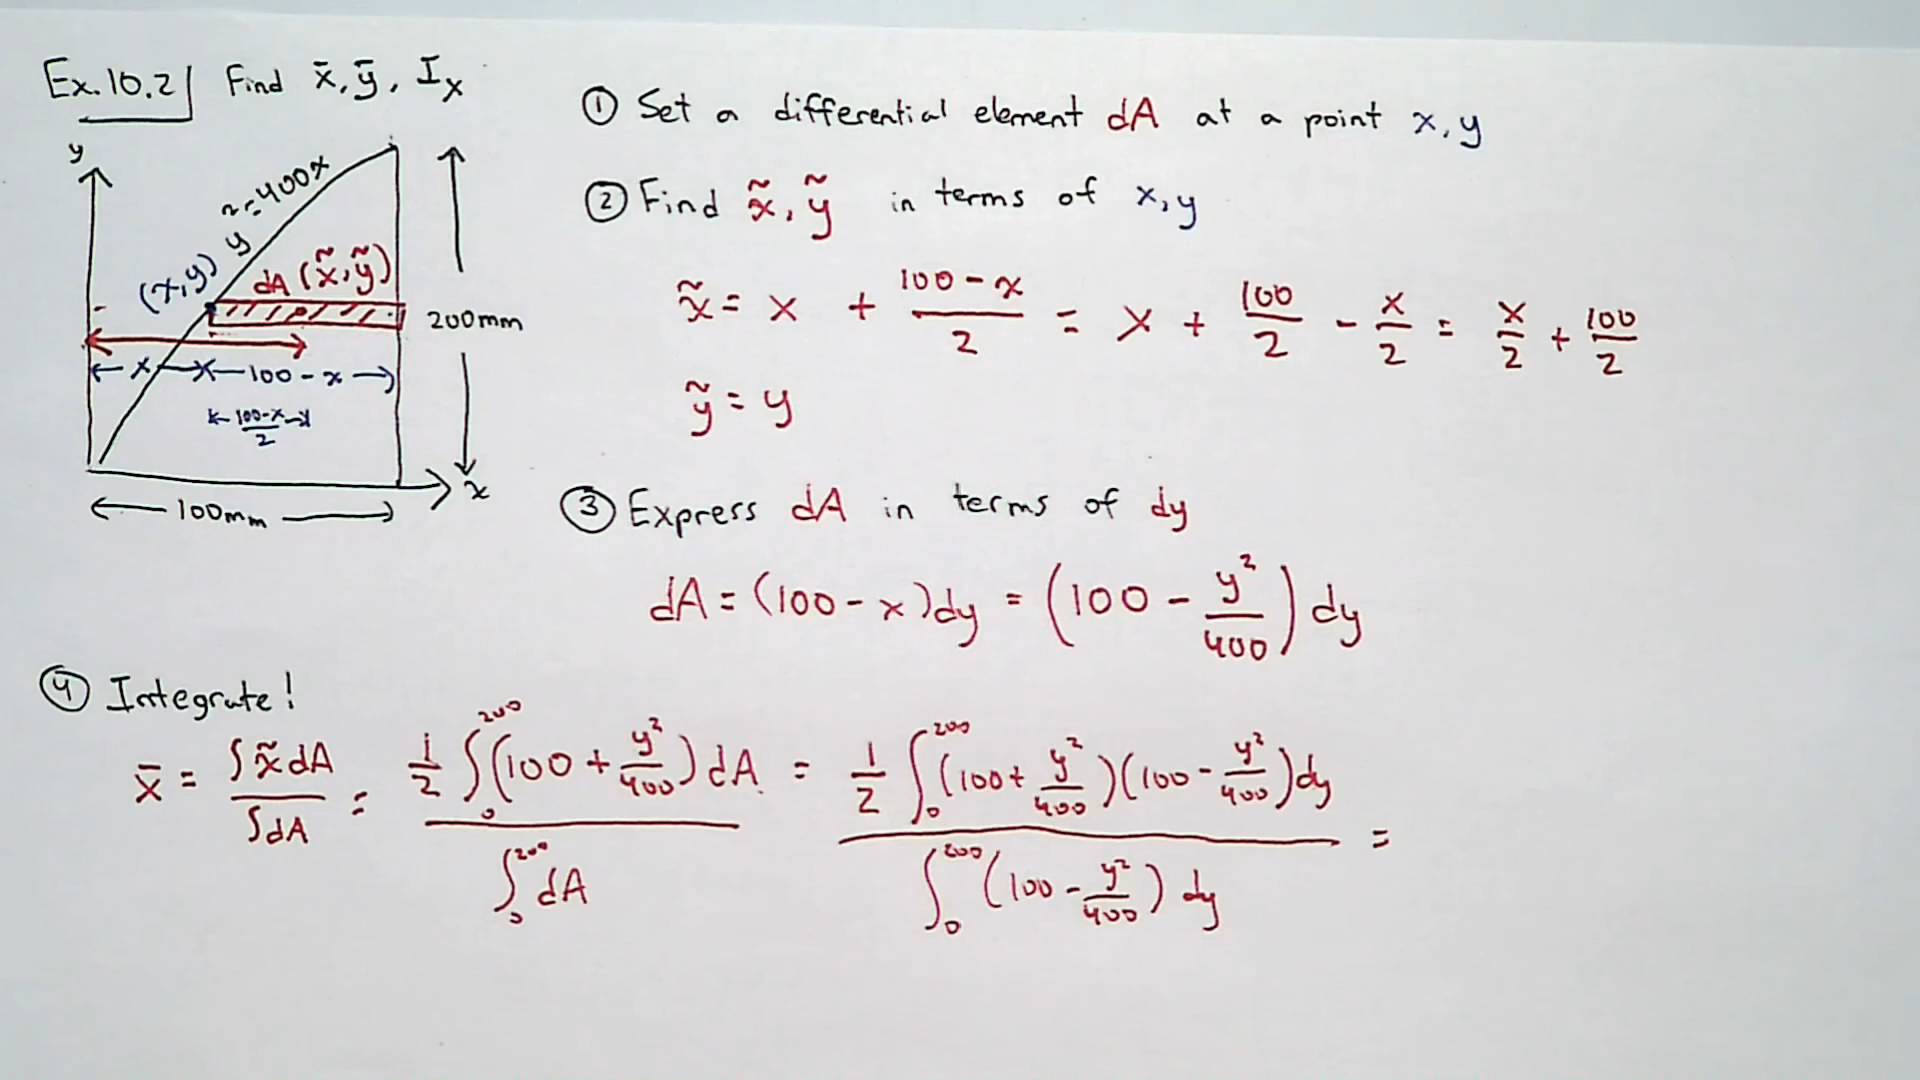 Ex. 10.2 Find x̄, ȳ, Ix
y
y² = 400x
(x,y)
dA (x̃, ỹ)
200mm
x
100 - x
(100-x)/2
x
100mm
① Set a differential element dA at a point x, y
② Find x̃, ỹ in terms of x, y
x̃ = x + (100 - x)/2 = x + 100/2 - x/2 = x/2 + 100/2
ỹ = y
③ Express dA in terms of dy
dA = (100 - x)dy = (100 - y²/400) dy
④ Integrate!
x̄ = ∫x̃dA / ∫dA = ½ ∫₀²⁰⁰ (100 + y²/400) dA / ∫₀²⁰⁰ dA = ½ ∫₀²⁰⁰ (100 + y²/400)(100 - y²/400)dy / ∫₀²⁰⁰ (100 - y²/400) dy =